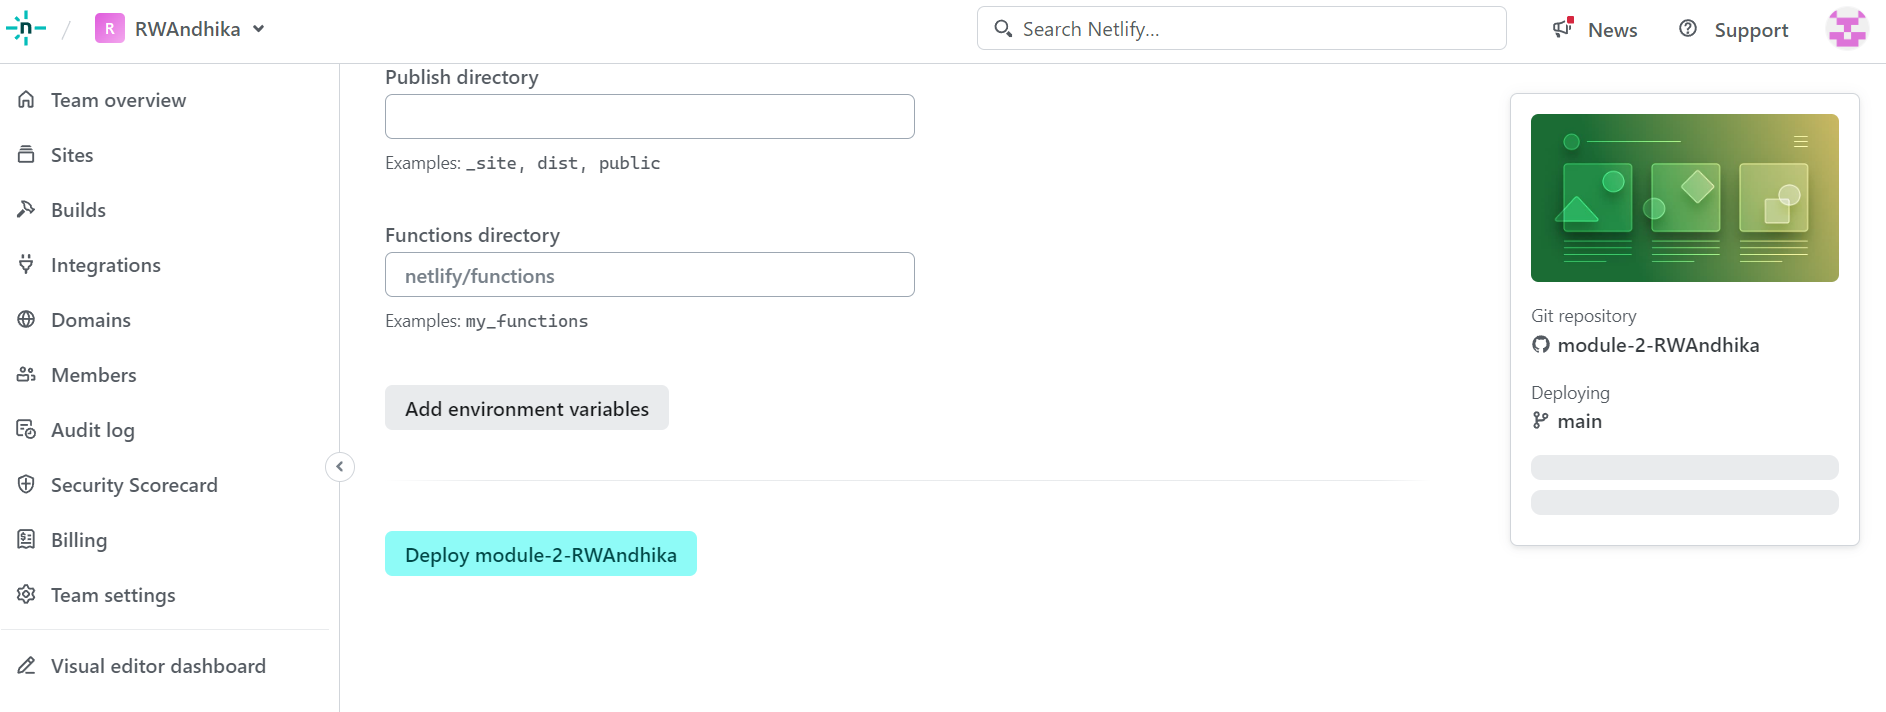 n / R RWAndhika
Search Netlify...
News
Support
Team overview
Sites
Builds
Integrations
Domains
Members
Audit log
Security Scorecard
Billing
Team settings
Visual editor dashboard
Publish directory
Examples: _site, dist, public
Functions directory
netlify/functions
Examples: my_functions
Add environment variables
Deploy module-2-RWAndhika
Git repository
module-2-RWAndhika
Deploying
main